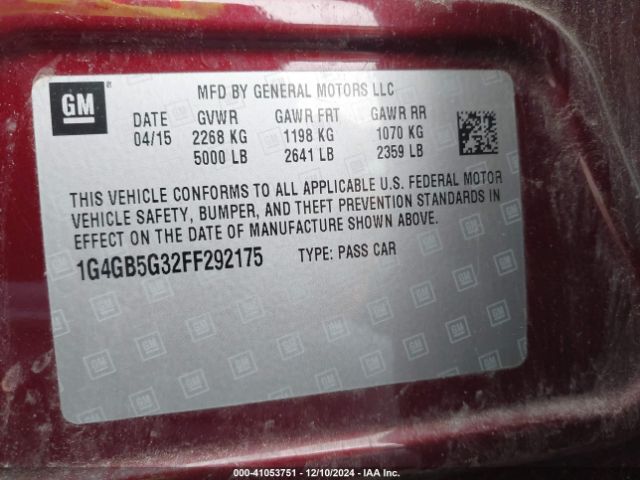 GM
MFD BY GENERAL MOTORS LLC
DATE GVWR GAWR FRT GAWR RR
04/15 2268 KG 1198 KG 1070 KG
5000 LB 2641 LB 2359 LB
THIS VEHICLE CONFORMS TO ALL APPLICABLE U.S. FEDERAL MOTOR
VEHICLE SAFETY, BUMPER, AND THEFT PREVENTION STANDARDS IN
EFFECT ON THE DATE OF MANUFACTURE SHOWN ABOVE.
1G4GB5G32FF292175 TYPE: PASS CAR
000-41053751 — 12/10/2024 — IAA Inc.